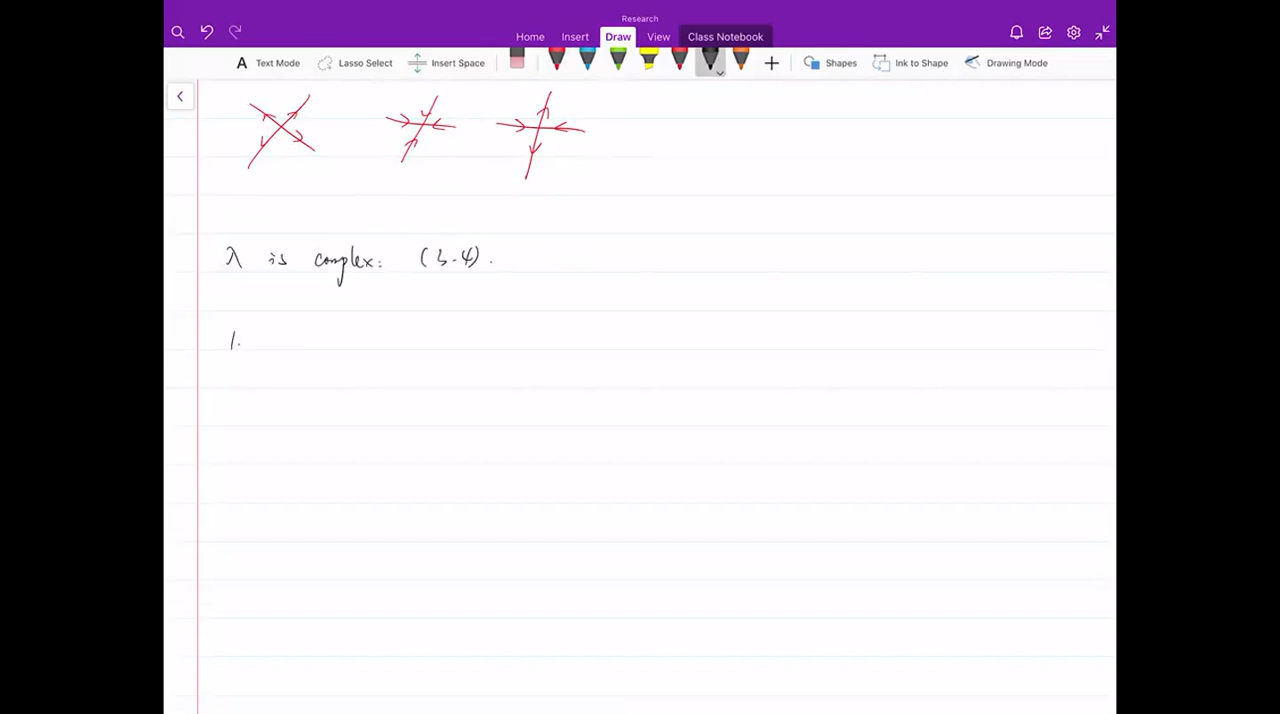 Research
Home Insert Draw View Class Notebook
A Text Mode Lasso Select Insert Space Shapes Ink to Shape Drawing Mode
λ is complex: (3.4).
1.